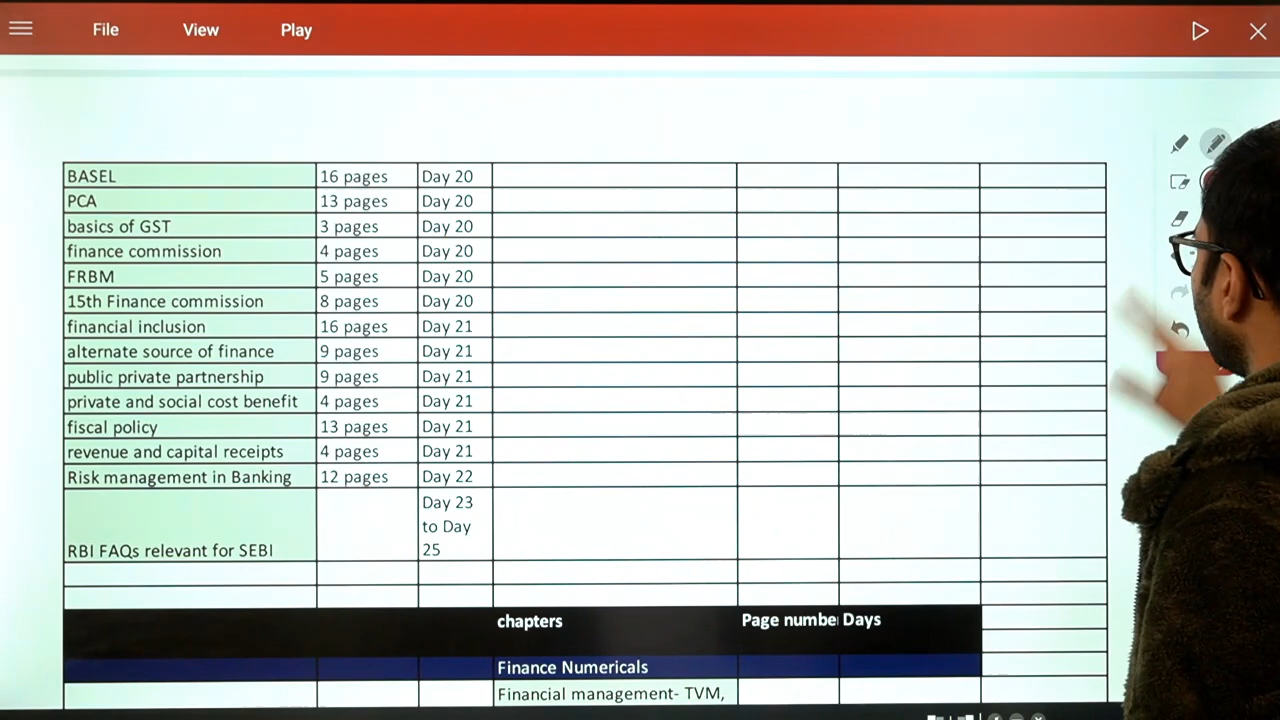 File View Play
BASEL 16 pages Day 20
PCA 13 pages Day 20
basics of GST 3 pages Day 20
finance commission 4 pages Day 20
FRBM 5 pages Day 20
15th Finance commission 8 pages Day 20
financial inclusion 16 pages Day 21
alternate source of finance 9 pages Day 21
public private partnership 9 pages Day 21
private and social cost benefit 4 pages Day 21
fiscal policy 13 pages Day 21
revenue and capital receipts 4 pages Day 21
Risk management in Banking 12 pages Day 22
Day 23
to Day
RBI FAQs relevant for SEBI 25
chapters Page numbe Days
Finance Numericals
Financial management- TVM,